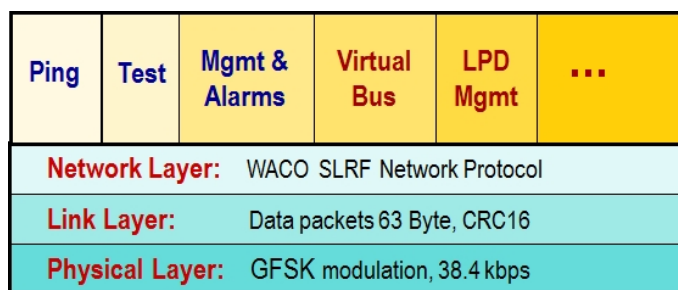 Ping
Test
Mgmt &
Alarms
Virtual
Bus
LPD
Mgmt
...
Network Layer: WACO SLRF Network Protocol
Link Layer: Data packets 63 Byte, CRC16
Physical Layer: GFSK modulation, 38.4 kbps